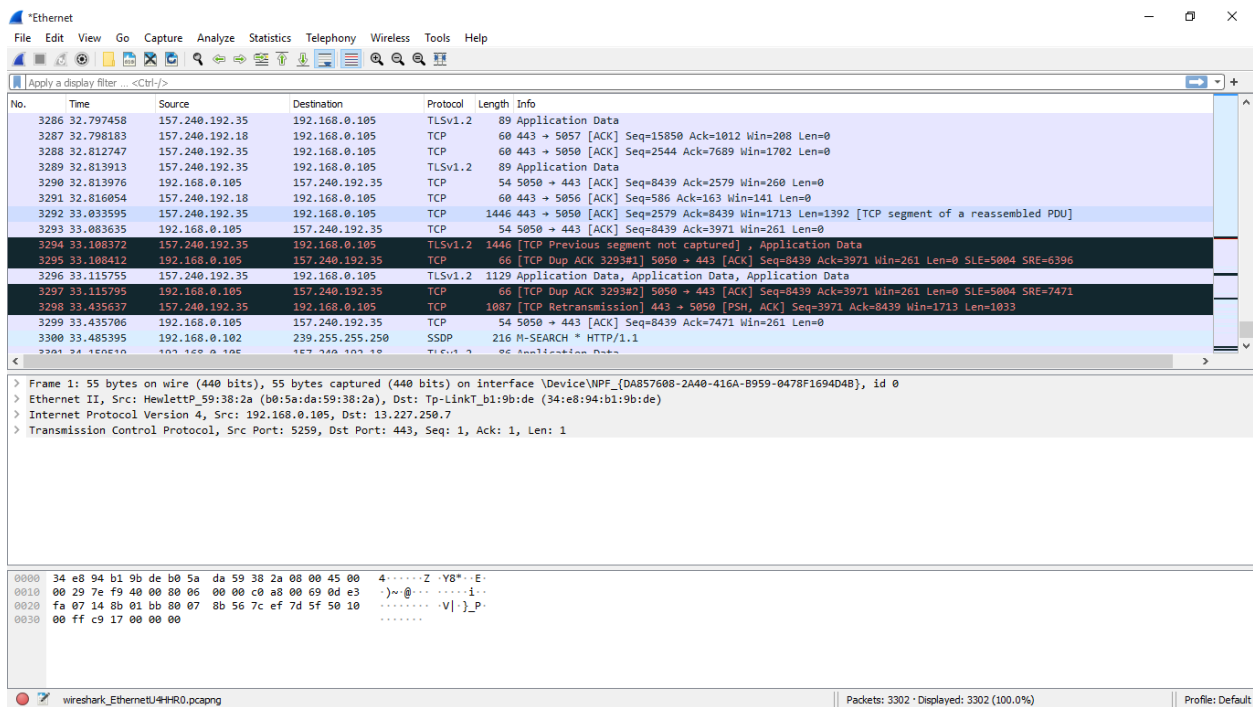 *Ethernet
File Edit View Go Capture Analyze Statistics Telephony Wireless Tools Help
Apply a display filter ... <Ctrl-/>
No. Time Source Destination Protocol Length Info
3286 32.797458 157.240.192.35 192.168.0.105 TLSv1.2 89 Application Data
3287 32.798183 157.240.192.18 192.168.0.105 TCP 60 443 → 5057 [ACK] Seq=15850 Ack=1012 Win=208 Len=0
3288 32.812747 157.240.192.35 192.168.0.105 TCP 60 443 → 5050 [ACK] Seq=2544 Ack=7689 Win=1702 Len=0
3289 32.813913 157.240.192.35 192.168.0.105 TLSv1.2 89 Application Data
3290 32.813976 192.168.0.105 157.240.192.35 TCP 54 5050 → 443 [ACK] Seq=8439 Ack=2579 Win=260 Len=0
3291 32.816054 157.240.192.18 192.168.0.105 TCP 60 443 → 5056 [ACK] Seq=586 Ack=163 Win=141 Len=0
3292 33.033595 157.240.192.35 192.168.0.105 TCP 1446 443 → 5050 [ACK] Seq=2579 Ack=8439 Win=1713 Len=1392 [TCP segment of a reassembled PDU]
3293 33.083635 192.168.0.105 157.240.192.35 TCP 54 5050 → 443 [ACK] Seq=8439 Ack=3971 Win=261 Len=0
3294 33.108372 157.240.192.35 192.168.0.105 TLSv1.2 1446 [TCP Previous segment not captured] , Application Data
3295 33.108412 192.168.0.105 157.240.192.35 TCP 66 [TCP Dup ACK 3293#1] 5050 → 443 [ACK] Seq=8439 Ack=3971 Win=261 Len=0 SLE=5004 SRE=6396
3296 33.115755 157.240.192.35 192.168.0.105 TLSv1.2 1129 Application Data, Application Data, Application Data
3297 33.115795 192.168.0.105 157.240.192.35 TCP 66 [TCP Dup ACK 3293#2] 5050 → 443 [ACK] Seq=8439 Ack=3971 Win=261 Len=0 SLE=5004 SRE=7471
3298 33.435637 157.240.192.35 192.168.0.105 TCP 1087 [TCP Retransmission] 443 → 5050 [PSH, ACK] Seq=3971 Ack=8439 Win=1713 Len=1033
3299 33.435706 192.168.0.105 157.240.192.35 TCP 54 5050 → 443 [ACK] Seq=8439 Ack=7471 Win=261 Len=0
3300 33.485395 192.168.0.102 239.255.255.250 SSDP 216 M-SEARCH * HTTP/1.1
3301 34.159519 192.168.0.105 157.240.192.18 TLSv1.2 86 Application Data
> Frame 1: 55 bytes on wire (440 bits), 55 bytes captured (440 bits) on interface \Device\NPF_{DA857608-2A40-416A-B959-0478F1694D4B}, id 0
> Ethernet II, Src: HewlettP_59:38:2a (b0:5a:da:59:38:2a), Dst: Tp-LinkT_b1:9b:de (34:e8:94:b1:9b:de)
> Internet Protocol Version 4, Src: 192.168.0.105, Dst: 13.227.250.7
> Transmission Control Protocol, Src Port: 5259, Dst Port: 443, Seq: 1, Ack: 1, Len: 1
0000 34 e8 94 b1 9b de b0 5a da 59 38 2a 08 00 45 00 4······Z ·Y8*··E·
0010 00 29 7e f9 40 00 80 06 00 00 c0 a8 00 69 0d e3 ·)~·@··· ·····i··
0020 fa 07 14 8b 01 bb 80 07 8b 56 7c ef 7d 5f 50 10 ········ ·V|·}_P·
0030 00 ff c9 17 00 00 00 ·······
wireshark_EthernetU4HHR0.pcapng Packets: 3302 · Displayed: 3302 (100.0%) Profile: Default